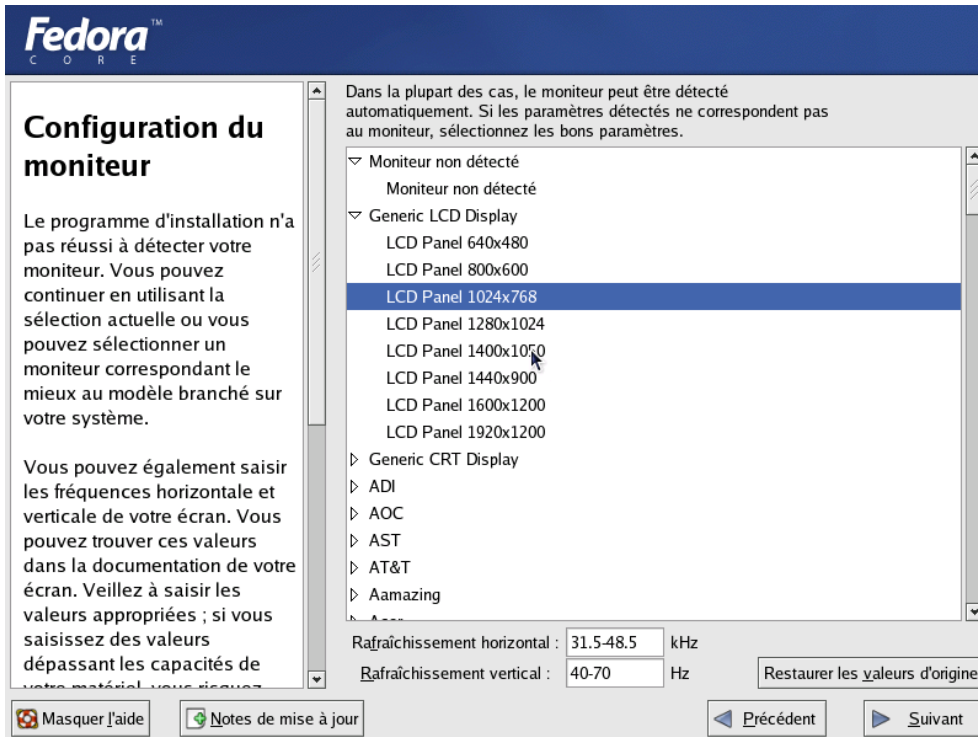 Fedora™
CORE
Configuration du
moniteur
Le programme d'installation n'a
pas réussi à détecter votre
moniteur. Vous pouvez
continuer en utilisant la
sélection actuelle ou vous
pouvez sélectionner un
moniteur correspondant le
mieux au modèle branché sur
votre système.
Vous pouvez également saisir
les fréquences horizontale et
verticale de votre écran. Vous
pouvez trouver ces valeurs
dans la documentation de votre
écran. Veillez à saisir les
valeurs appropriées ; si vous
saisissez des valeurs
dépassant les capacités de
votre matériel, vous risquez
Dans la plupart des cas, le moniteur peut être détecté
automatiquement. Si les paramètres détectés ne correspondent pas
au moniteur, sélectionnez les bons paramètres.
Moniteur non détecté
Moniteur non détecté
Generic LCD Display
LCD Panel 640x480
LCD Panel 800x600
LCD Panel 1024x768
LCD Panel 1280x1024
LCD Panel 1400x1050
LCD Panel 1440x900
LCD Panel 1600x1200
LCD Panel 1920x1200
Generic CRT Display
ADI
AOC
AST
AT&T
Aamazing
Acer
Rafraîchissement horizontal : 31.5-48.5 kHz
Rafraîchissement vertical : 40-70 Hz
Restaurer les valeurs d'origine
Masquer l'aide
Notes de mise à jour
Précédent
Suivant